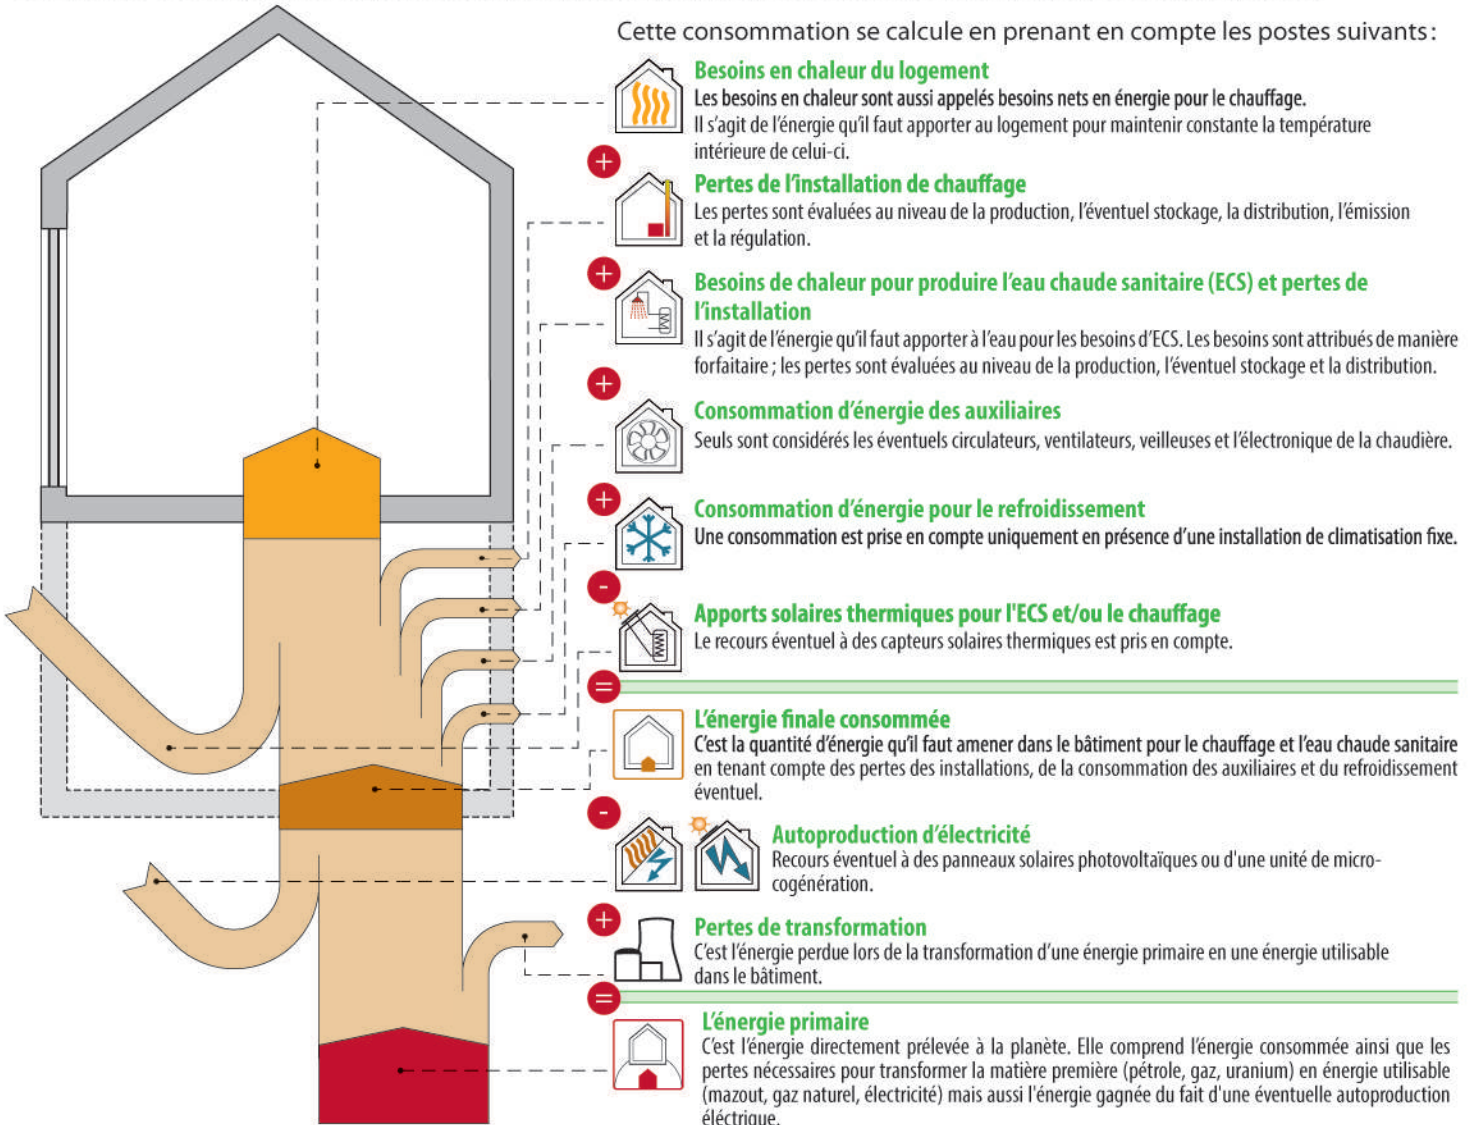 Cette consommation se calcule en prenant en compte les postes suivants :
Besoins en chaleur du logement
Les besoins en chaleur sont aussi appelés besoins nets en énergie pour le chauffage.
Il s'agit de l'énergie qu'il faut apporter au logement pour maintenir constante la température
intérieure de celui-ci.
+
Pertes de l'installation de chauffage
Les pertes sont évaluées au niveau de la production, l'éventuel stockage, la distribution, l'émission
et la régulation.
+
Besoins de chaleur pour produire l'eau chaude sanitaire (ECS) et pertes de
l'installation
Il s'agit de l'énergie qu'il faut apporter à l'eau pour les besoins d'ECS. Les besoins sont attribués de manière
forfaitaire ; les pertes sont évaluées au niveau de la production, l'éventuel stockage et la distribution.
+
Consommation d'énergie des auxiliaires
Seuls sont considérés les éventuels circulateurs, ventilateurs, veilleuses et l'électronique de la chaudière.
+
Consommation d'énergie pour le refroidissement
Une consommation est prise en compte uniquement en présence d'une installation de climatisation fixe.
-
Apports solaires thermiques pour l'ECS et/ou le chauffage
Le recours éventuel à des capteurs solaires thermiques est pris en compte.
=
L'énergie finale consommée
C'est la quantité d'énergie qu'il faut amener dans le bâtiment pour le chauffage et l'eau chaude sanitaire
en tenant compte des pertes des installations, de la consommation des auxiliaires et du refroidissement
éventuel.
-
Autoproduction d'électricité
Recours éventuel à des panneaux solaires photovoltaïques ou d'une unité de micro-
cogénération.
+
Pertes de transformation
C'est l'énergie perdue lors de la transformation d'une énergie primaire en une énergie utilisable
dans le bâtiment.
=
L'énergie primaire
C'est l'énergie directement prélevée à la planète. Elle comprend l'énergie consommée ainsi que les
pertes nécessaires pour transformer la matière première (pétrole, gaz, uranium) en énergie utilisable
(mazout, gaz naturel, électricité) mais aussi l'énergie gagnée du fait d'une éventuelle autoproduction
éléctrique.